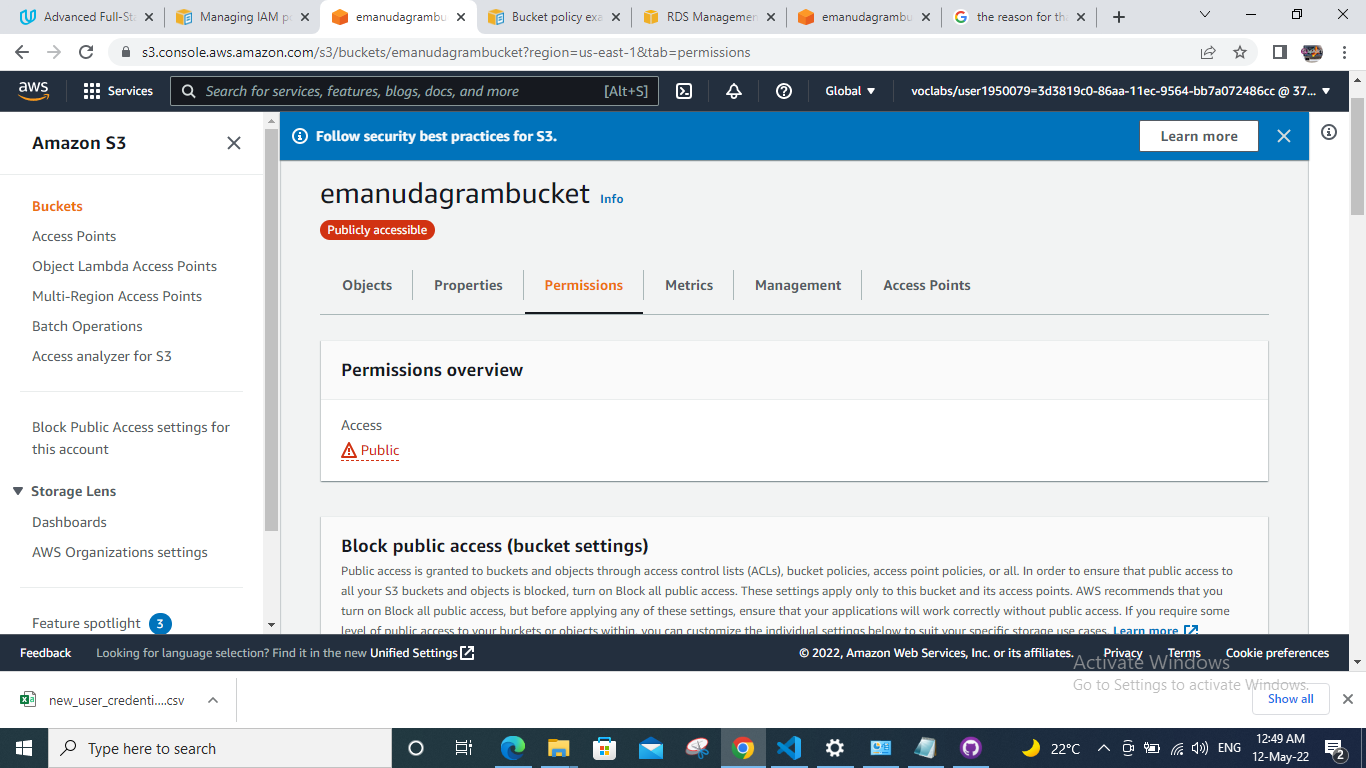 Advanced Full-Sta
Managing IAM po
emanudagrambu
Bucket policy exa
RDS Managemen
emanudagrambu
the reason for tha
s3.console.aws.amazon.com/s3/buckets/emanudagrambucket?region=us-east-1&tab=permissions
aws
Services
Search for services, features, blogs, docs, and more [Alt+S]
Global
voclabs/user1950079=3d3819c0-86aa-11ec-9564-bb7a072486cc @ 37...
Amazon S3
Buckets
Access Points
Object Lambda Access Points
Multi-Region Access Points
Batch Operations
Access analyzer for S3
Block Public Access settings for
this account
Storage Lens
Dashboards
AWS Organizations settings
Feature spotlight 3
Follow security best practices for S3.
Learn more
emanudagrambucket Info
Publicly accessible
Objects
Properties
Permissions
Metrics
Management
Access Points
Permissions overview
Access
Public
Block public access (bucket settings)
Public access is granted to buckets and objects through access control lists (ACLs), bucket policies, access point policies, or all. In order to ensure that public access to
all your S3 buckets and objects is blocked, turn on Block all public access. These settings apply only to this bucket and its access points. AWS recommends that you
turn on Block all public access, but before applying any of these settings, ensure that your applications will work correctly without public access. If you require some
level of public access to your buckets or objects within, you can customize the individual settings below to suit your specific storage use cases. Learn more
Feedback
Looking for language selection? Find it in the new Unified Settings
© 2022, Amazon Web Services, Inc. or its affiliates.
Privacy
Terms
Cookie preferences
Activate Windows
Go to Settings to activate Windows.
new_user_credenti....csv
Show all
Type here to search
22°C
ENG
12:49 AM
12-May-22
2